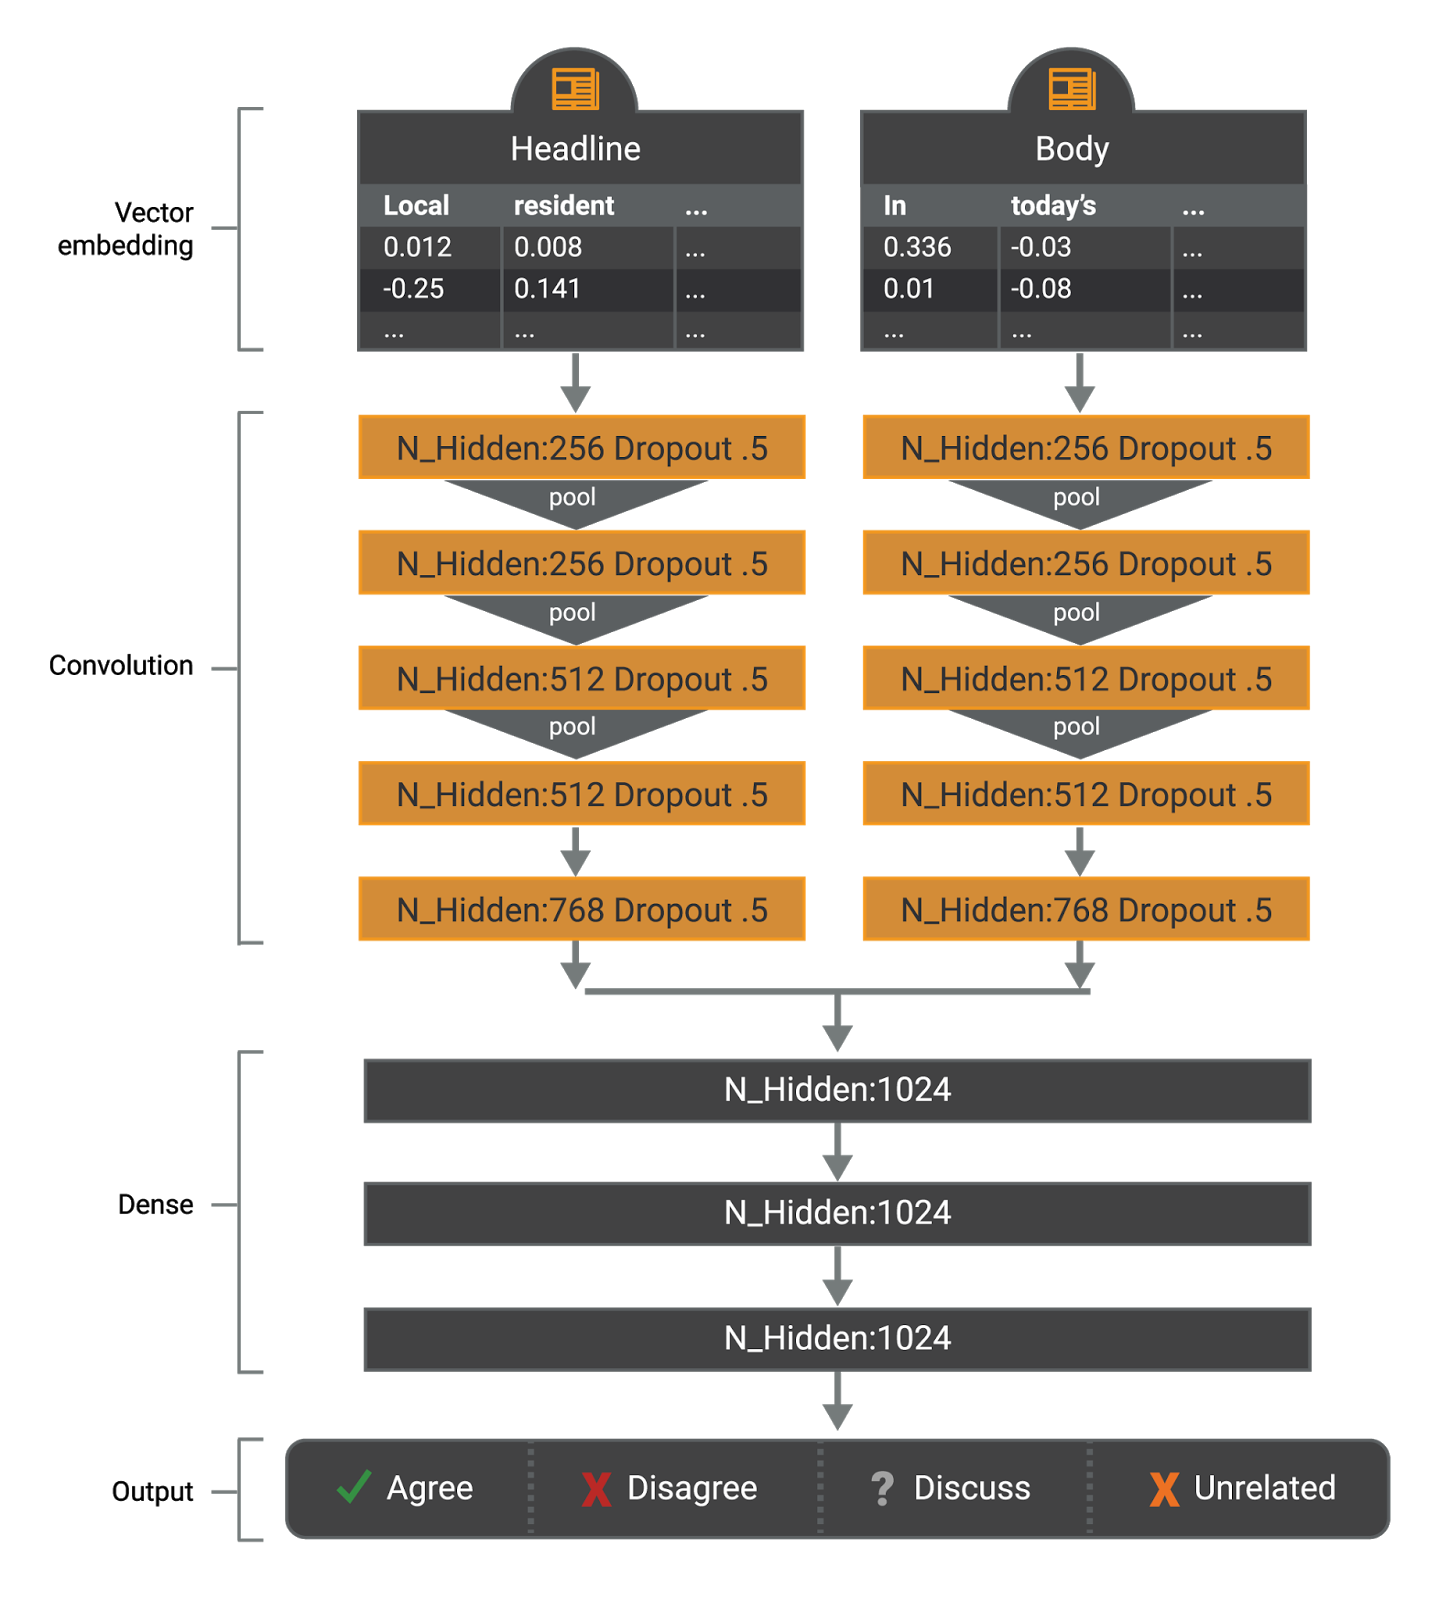 Vector
embedding
Headline
Local resident ...
0.012 0.008 ...
-0.25 0.141 ...
... ... ...
Body
In today’s ...
0.336 -0.03 ...
0.01 -0.08 ...
... ... ...
Convolution
N_Hidden:256 Dropout .5
pool
N_Hidden:256 Dropout .5
pool
N_Hidden:512 Dropout .5
pool
N_Hidden:512 Dropout .5
N_Hidden:768 Dropout .5
N_Hidden:256 Dropout .5
pool
N_Hidden:256 Dropout .5
pool
N_Hidden:512 Dropout .5
pool
N_Hidden:512 Dropout .5
N_Hidden:768 Dropout .5
Dense
N_Hidden:1024
N_Hidden:1024
N_Hidden:1024
Output
Agree Disagree ? Discuss Unrelated